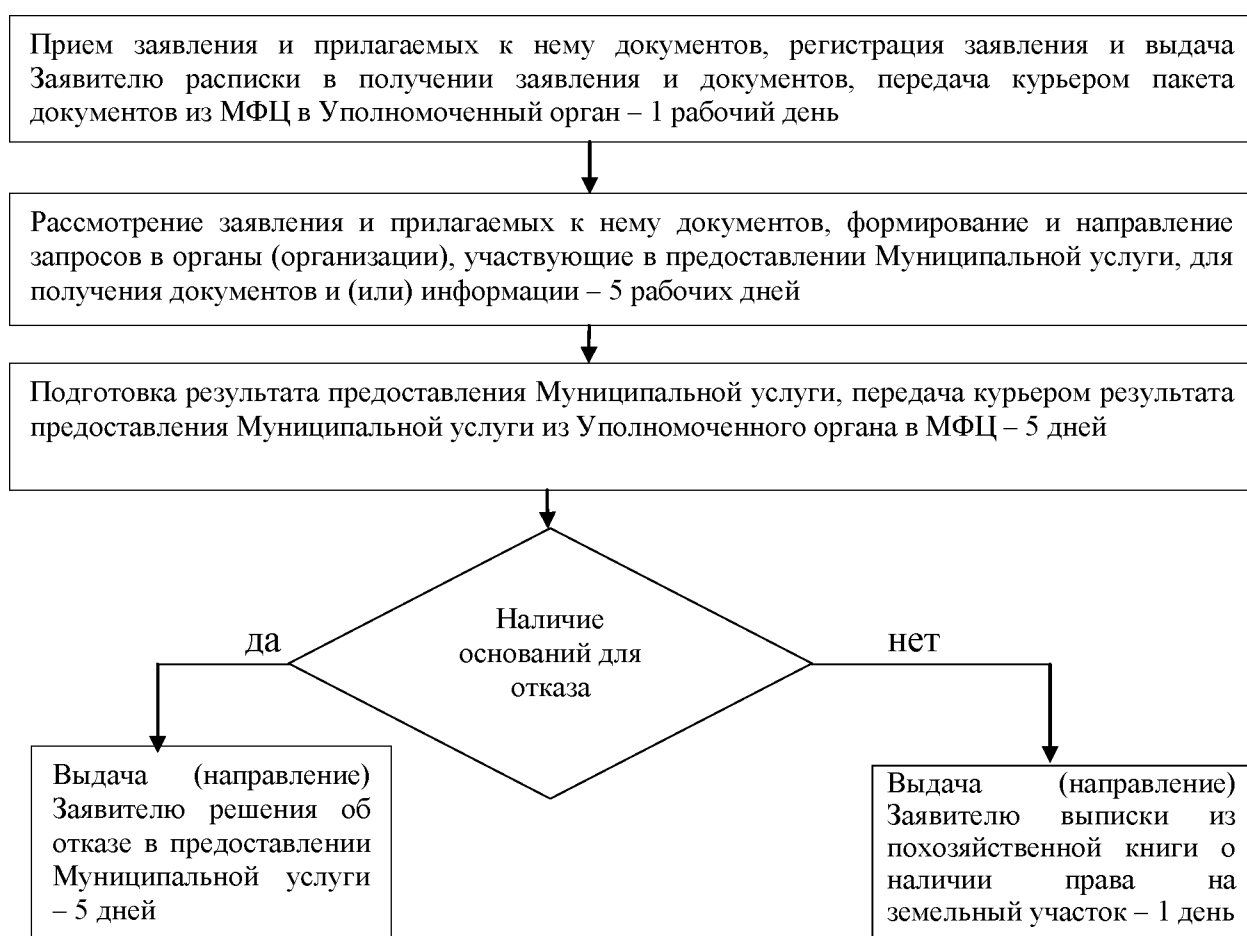 Прием заявления и прилагаемых к нему документов, регистрация заявления и выдача
Заявителю расписки в получении заявления и документов, передача курьером пакета
документов из МФЦ в Уполномоченный орган – 1 рабочий день
Рассмотрение заявления и прилагаемых к нему документов, формирование и направление
запросов в органы (организации), участвующие в предоставлении Муниципальной услуги, для
получения документов и (или) информации – 5 рабочих дней
Подготовка результата предоставления Муниципальной услуги, передача курьером результата
предоставления Муниципальной услуги из Уполномоченного органа в МФЦ – 5 дней
Наличие
оснований для
отказа
да
нет
Выдача (направление)
Заявителю решения об
отказе в предоставлении
Муниципальной услуги
– 5 дней
Выдача (направление)
Заявителю выписки из
похозяйственной книги о
наличии права на
земельный участок – 1 день